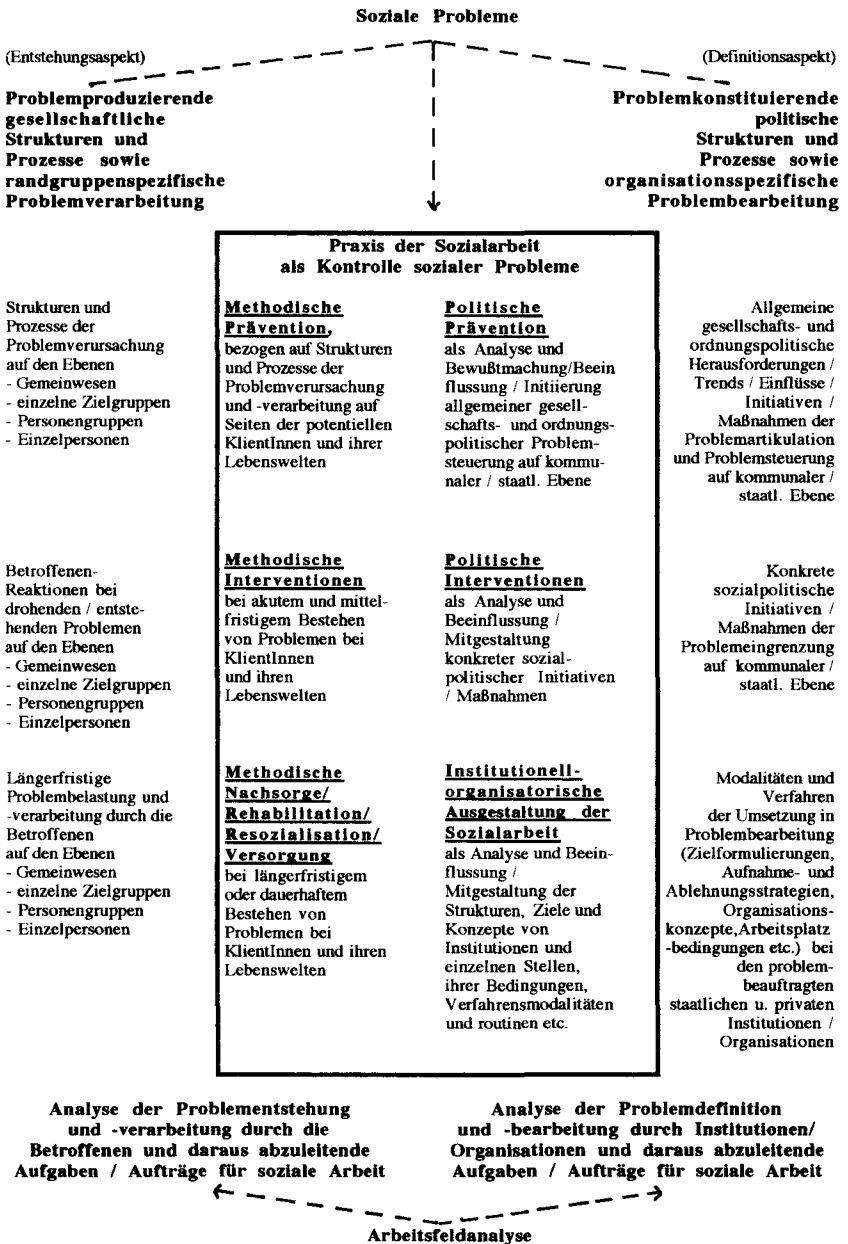 Soziale Probleme
(Entstehungsaspekt)
(Definitionsaspekt)
Problemproduzierende
gesellschaftliche
Strukturen und
Prozesse sowie
randgruppenspezifische
Problemverarbeitung
Problemkonstituierende
politische
Strukturen und
Prozesse sowie
organisationsspezifische
Problembearbeitung
Praxis der Sozialarbeit
als Kontrolle sozialer Probleme
Strukturen und
Prozesse der
Problemverursachung
auf den Ebenen
- Gemeinwesen
- einzelne Zielgruppen
- Personengruppen
- Einzelpersonen
Methodische
Prävention,
bezogen auf Strukturen
und Prozesse der
Problemverursachung
und -verarbeitung auf
Seiten der potentiellen
KlientInnen und ihrer
Lebenswelten
Politische
Prävention
als Analyse und
Bewußtmachung/Beein
flussung / Initiierung
allgemeiner gesell-
schafts- und ordnungs-
politischer Problem-
steuerung auf kommu-
naler / staatl. Ebene
Allgemeine
gesellschafts- und
ordnungspolitische
Herausforderungen /
Trends / Einflüsse /
Initiativen /
Maßnahmen der
Problemartikulation
und Problemsteuerung
auf kommunaler /
staatl. Ebene
Betroffenen-
Reaktionen bei
drohenden / entste-
henden Problemen
auf den Ebenen
- Gemeinwesen
- einzelne Zielgruppen
- Personengruppen
- Einzelpersonen
Methodische
Interventionen
bei akutem und mittel-
fristigem Bestehen
von Problemen bei
KlientInnen
und ihren
Lebenswelten
Politische
Interventionen
als Analyse und
Beeinflussung /
Mitgestaltung
konkreter sozial-
politischer Initiativen
/ Maßnahmen
Konkrete
sozialpolitische
Initiativen /
Maßnahmen der
Problemeingrenzung
auf kommunaler /
staatl. Ebene
Längerfristige
Problembelastung und
-verarbeitung durch die
Betroffenen
auf den Ebenen
- Gemeinwesen
- einzelne Zielgruppen
- Personengruppen
- Einzelpersonen
Methodische
Nachsorge/
Rehabilitation/
Resozialisation/
Versorgung
bei längerfristigem
oder dauerhaftem
Bestehen von
Problemen bei
KlientInnen und ihren
Lebenswelten
Institutionell-
organisatorische
Ausgestaltung der
Sozialarbeit
als Analyse und Beein-
flussung /
Mitgestaltung der
Strukturen, Ziele und
Konzepte von
Institutionen und
einzelnen Stellen,
ihrer Bedingungen,
Verfahrensmodalitäten
und routinen etc.
Modalitäten und
Verfahren
der Umsetzung in
Problembearbeitung
(Zielformulierungen,
Aufnahme- und
Ablehnungsstrategien,
Organisations-
konzepte,Arbeitsplatz
-bedingungen etc.) bei
den problem-
beauftragten
staatlichen u. privaten
Institutionen /
Organisationen
Analyse der Problementstehung
und -verarbeitung durch die
Betroffenen und daraus abzuleitende
Aufgaben / Aufträge für soziale Arbeit
Analyse der Problemdefinition
und -bearbeitung durch Institutionen/
Organisationen und daraus abzuleitende
Aufgaben / Aufträge für soziale Arbeit
Arbeitsfeldanalyse